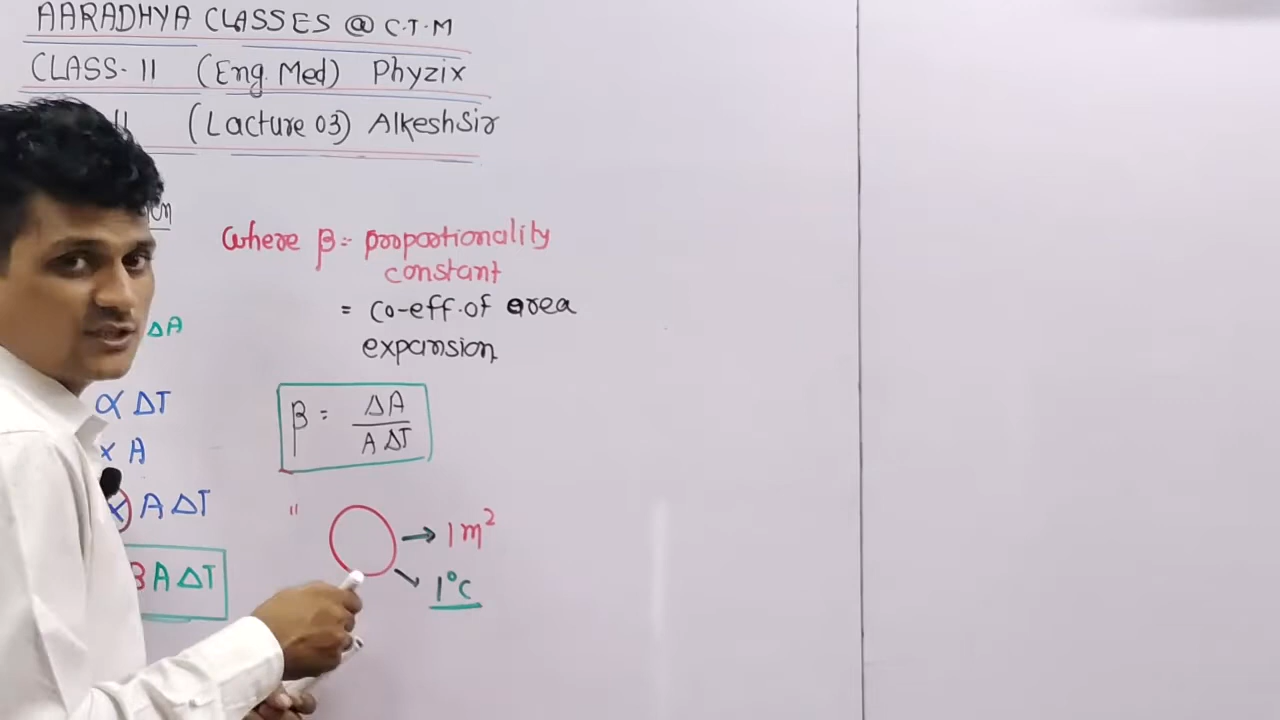 AARADHYA CLASSES @ C.T.M
CLASS-11 (Eng. Med) Phyzix
11 (Lacture 03) AlkeshSir
where β = proportionality
constant
= co-eff. of area
expansion
ΔA
∝ ΔT
∝ A
∝ A ΔT
β A ΔT
β = ΔA / A ΔT
" → 1 m²
→ 1°C